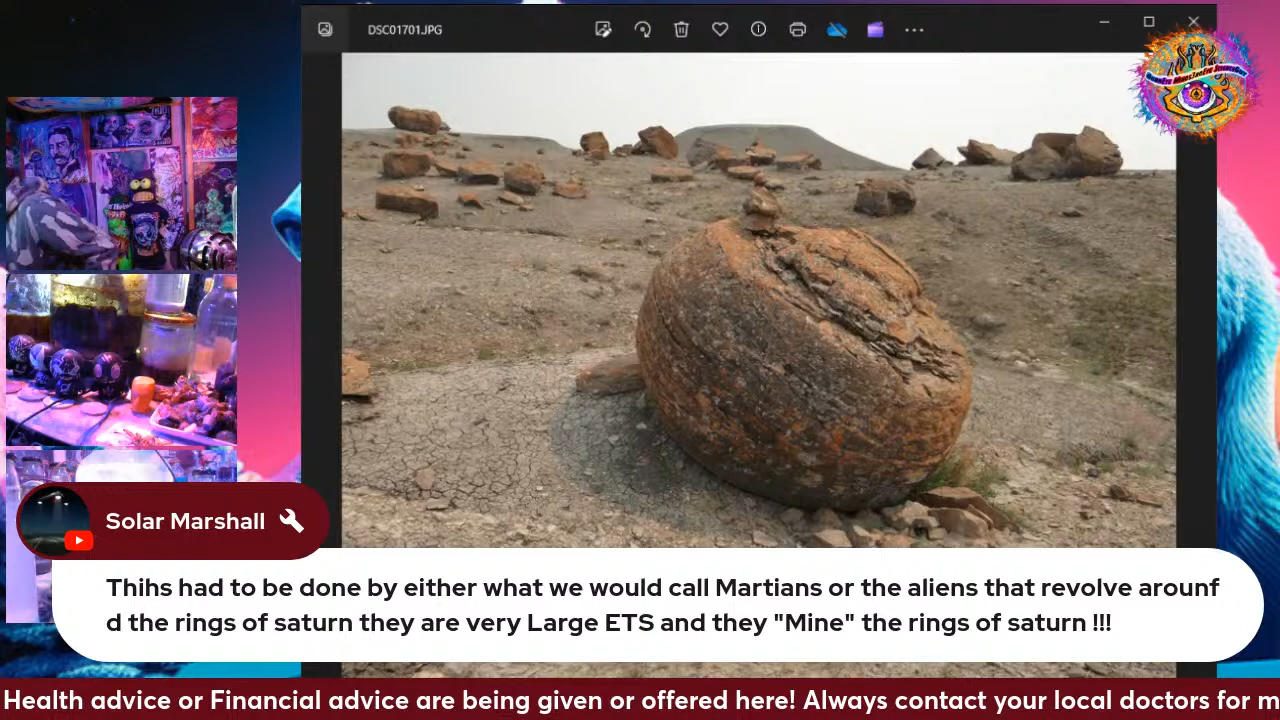 DSC01701.JPG
Solar Marshall
Thihs had to be done by either what we would call Martians or the aliens that revolve arounf
d the rings of saturn they are very Large ETS and they "Mine" the rings of saturn !!!
Health advice or Financial advice are being given or offered here! Always contact your local doctors for m